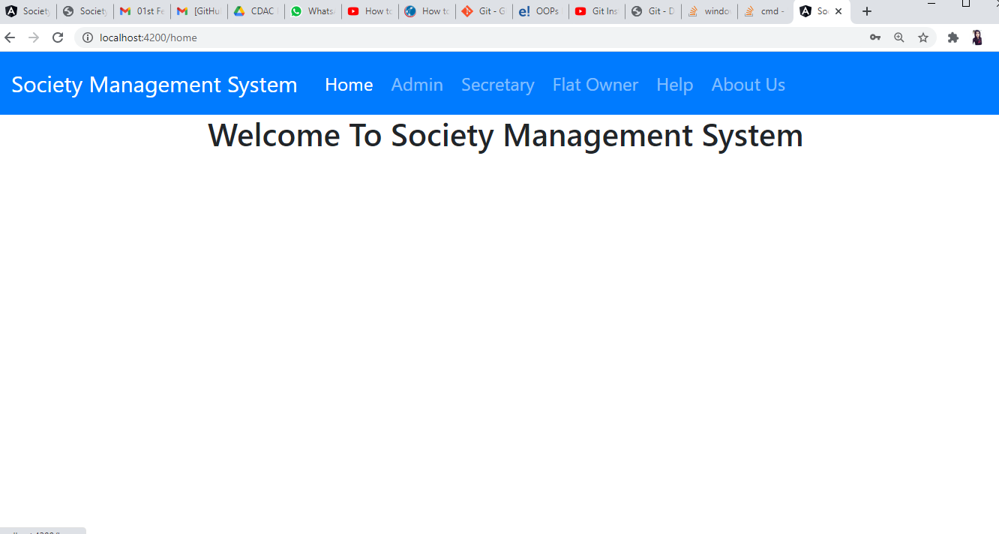 Society Society 01st Fe [GitHu CDAC Whats How to How to Git - G OOPs Git Ins Git - D windo cmd - So
localhost:4200/home
Society Management System Home Admin Secretary Flat Owner Help About Us
Welcome To Society Management System